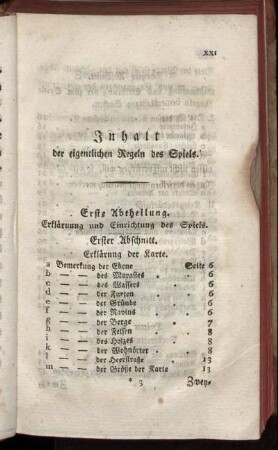 XXI
Inhalt
der eigentlichen Regeln des Spiels.
Erste Abtheilung.
Erklärung und Einrichtung des Spiels.
Erster Abschnitt.
Erklärung der Karte.
a Bemerkung der Ebene Seite 6
b — — des Morastes . 6
c — — des Wassers . 6
d — — der Furten . 6
e — — der Gründe . 6
f — — der Ravins . 6
g — — der Berge . 7
h — — der Felsen . 8
i — — des Holzes . 8
k — — der Wohnörter . 8
l — — der Heerstraße . 13
m — — der Größe der Karte . 13
* 3 Zwey-